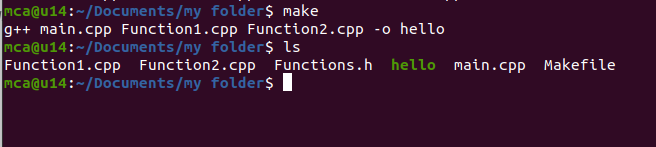 mca@u14:~/Documents/my folder$ make
g++ main.cpp Function1.cpp Function2.cpp -o hello
mca@u14:~/Documents/my folder$ ls
Function1.cpp  Function2.cpp  Functions.h  hello  main.cpp  Makefile
mca@u14:~/Documents/my folder$